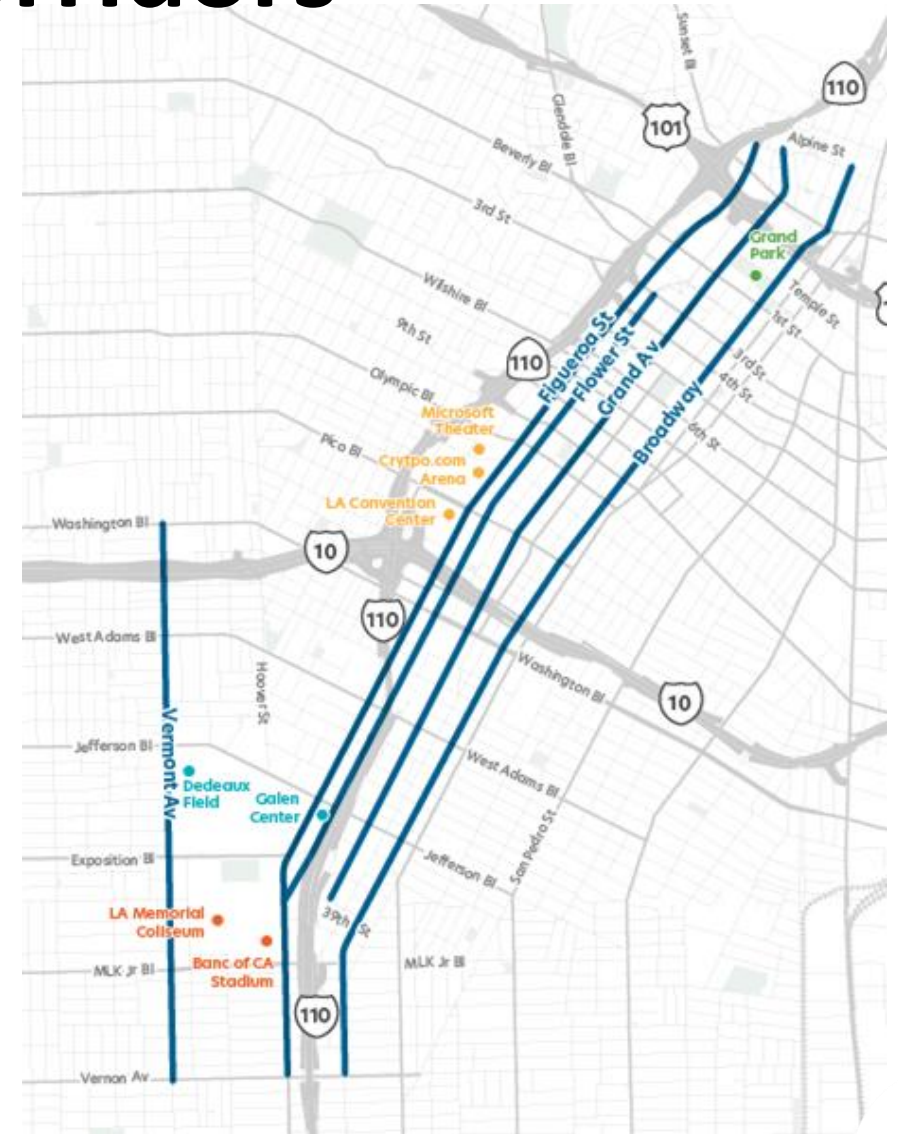 Sunset Bl
110
101
Glendale Bl
Alpine St
Beverly Bl
3rd St
Grand
Park
Wilshire Bl
Temple St
1st St
9th St
110
Figueroa St
Flower St
Grand Av
3rd St
4th St
Olympic Bl
Broadway
Microsoft
Theater
6th St
Pico Bl
Crytpo.com
Arena
LA Convention
Center
Washington Bl
10
110
West Adams Bl
Hoover St
Washington Bl
10
Vermont Av
Jefferson Bl
West Adams Bl
Dedeaux
Field
Galen
Center
San Pedro St
Exposition Bl
Jefferson Bl
LA Memorial
Coliseum
39th St
Banc of CA
Stadium
MLK Jr Bl
MLK Jr Bl
110
Vernon Av